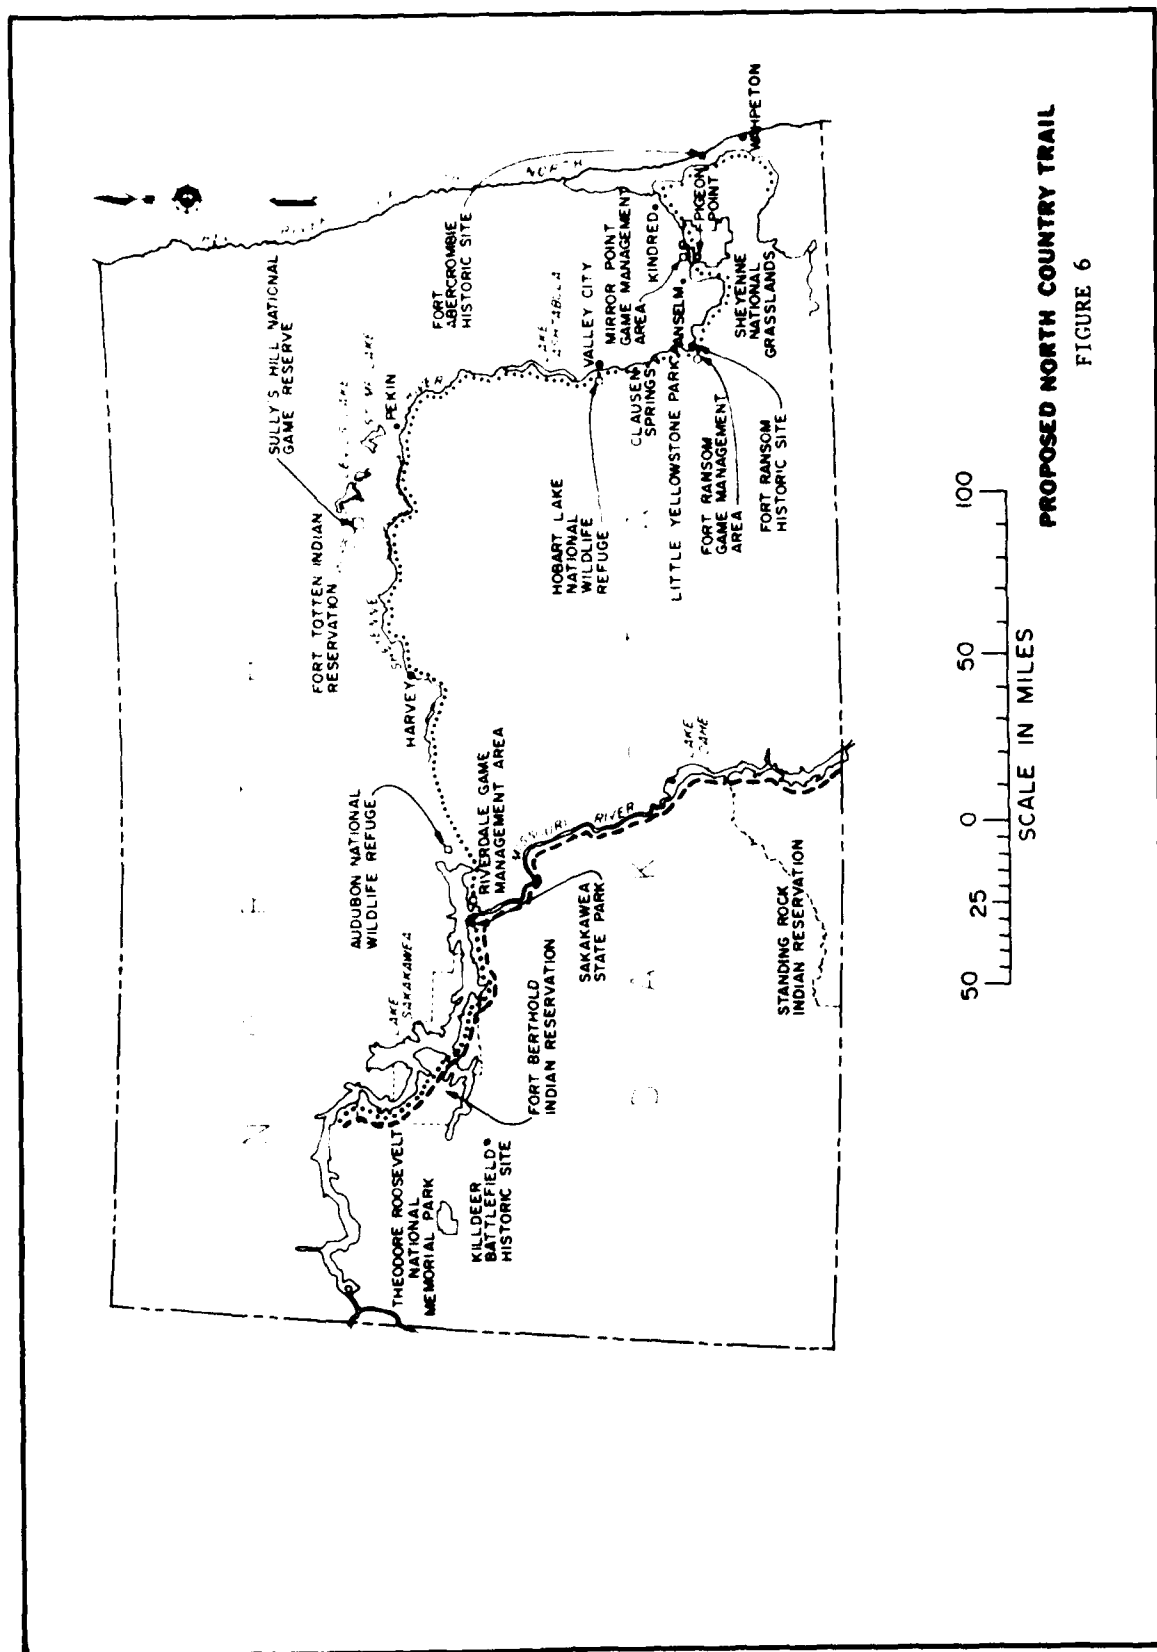 SULLY'S HILL NATIONAL
GAME RESERVE
FORT TOTTEN INDIAN
RESERVATION
PEKIN
HARVEY
AUDUBON NATIONAL
WILDLIFE REFUGE
LAKE
SAKAKAWEA
RIVERDALE GAME
MANAGEMENT AREA
THEODORE ROOSEVELT
NATIONAL
MEMORIAL PARK
KILLDEER
BATTLEFIELD
HISTORIC SITE
FORT BERTHOLD
INDIAN RESERVATION
SAKAKAWEA
STATE PARK
MISSOURI RIVER
STANDING ROCK
INDIAN RESERVATION
LAKE
OAHE
FORT
ABERCROMBIE
HISTORIC SITE
NORTH
LAKE
ASHTABULA
VALLEY CITY
HOBART LAKE
NATIONAL
WILDLIFE
REFUGE
MIRROR POINT
GAME MANAGEMENT
AREA
KINDRED
CLAUSEN
SPRINGS
LITTLE YELLOWSTONE PARK
ANSELM
PIGEON
POINT
WAHPETON
SHEYENNE
NATIONAL
GRASSLANDS
FORT RANSOM
GAME MANAGEMENT
AREA
FORT RANSOM
HISTORIC SITE
50 25 0 50 100
SCALE IN MILES
PROPOSED NORTH COUNTRY TRAIL
FIGURE 6